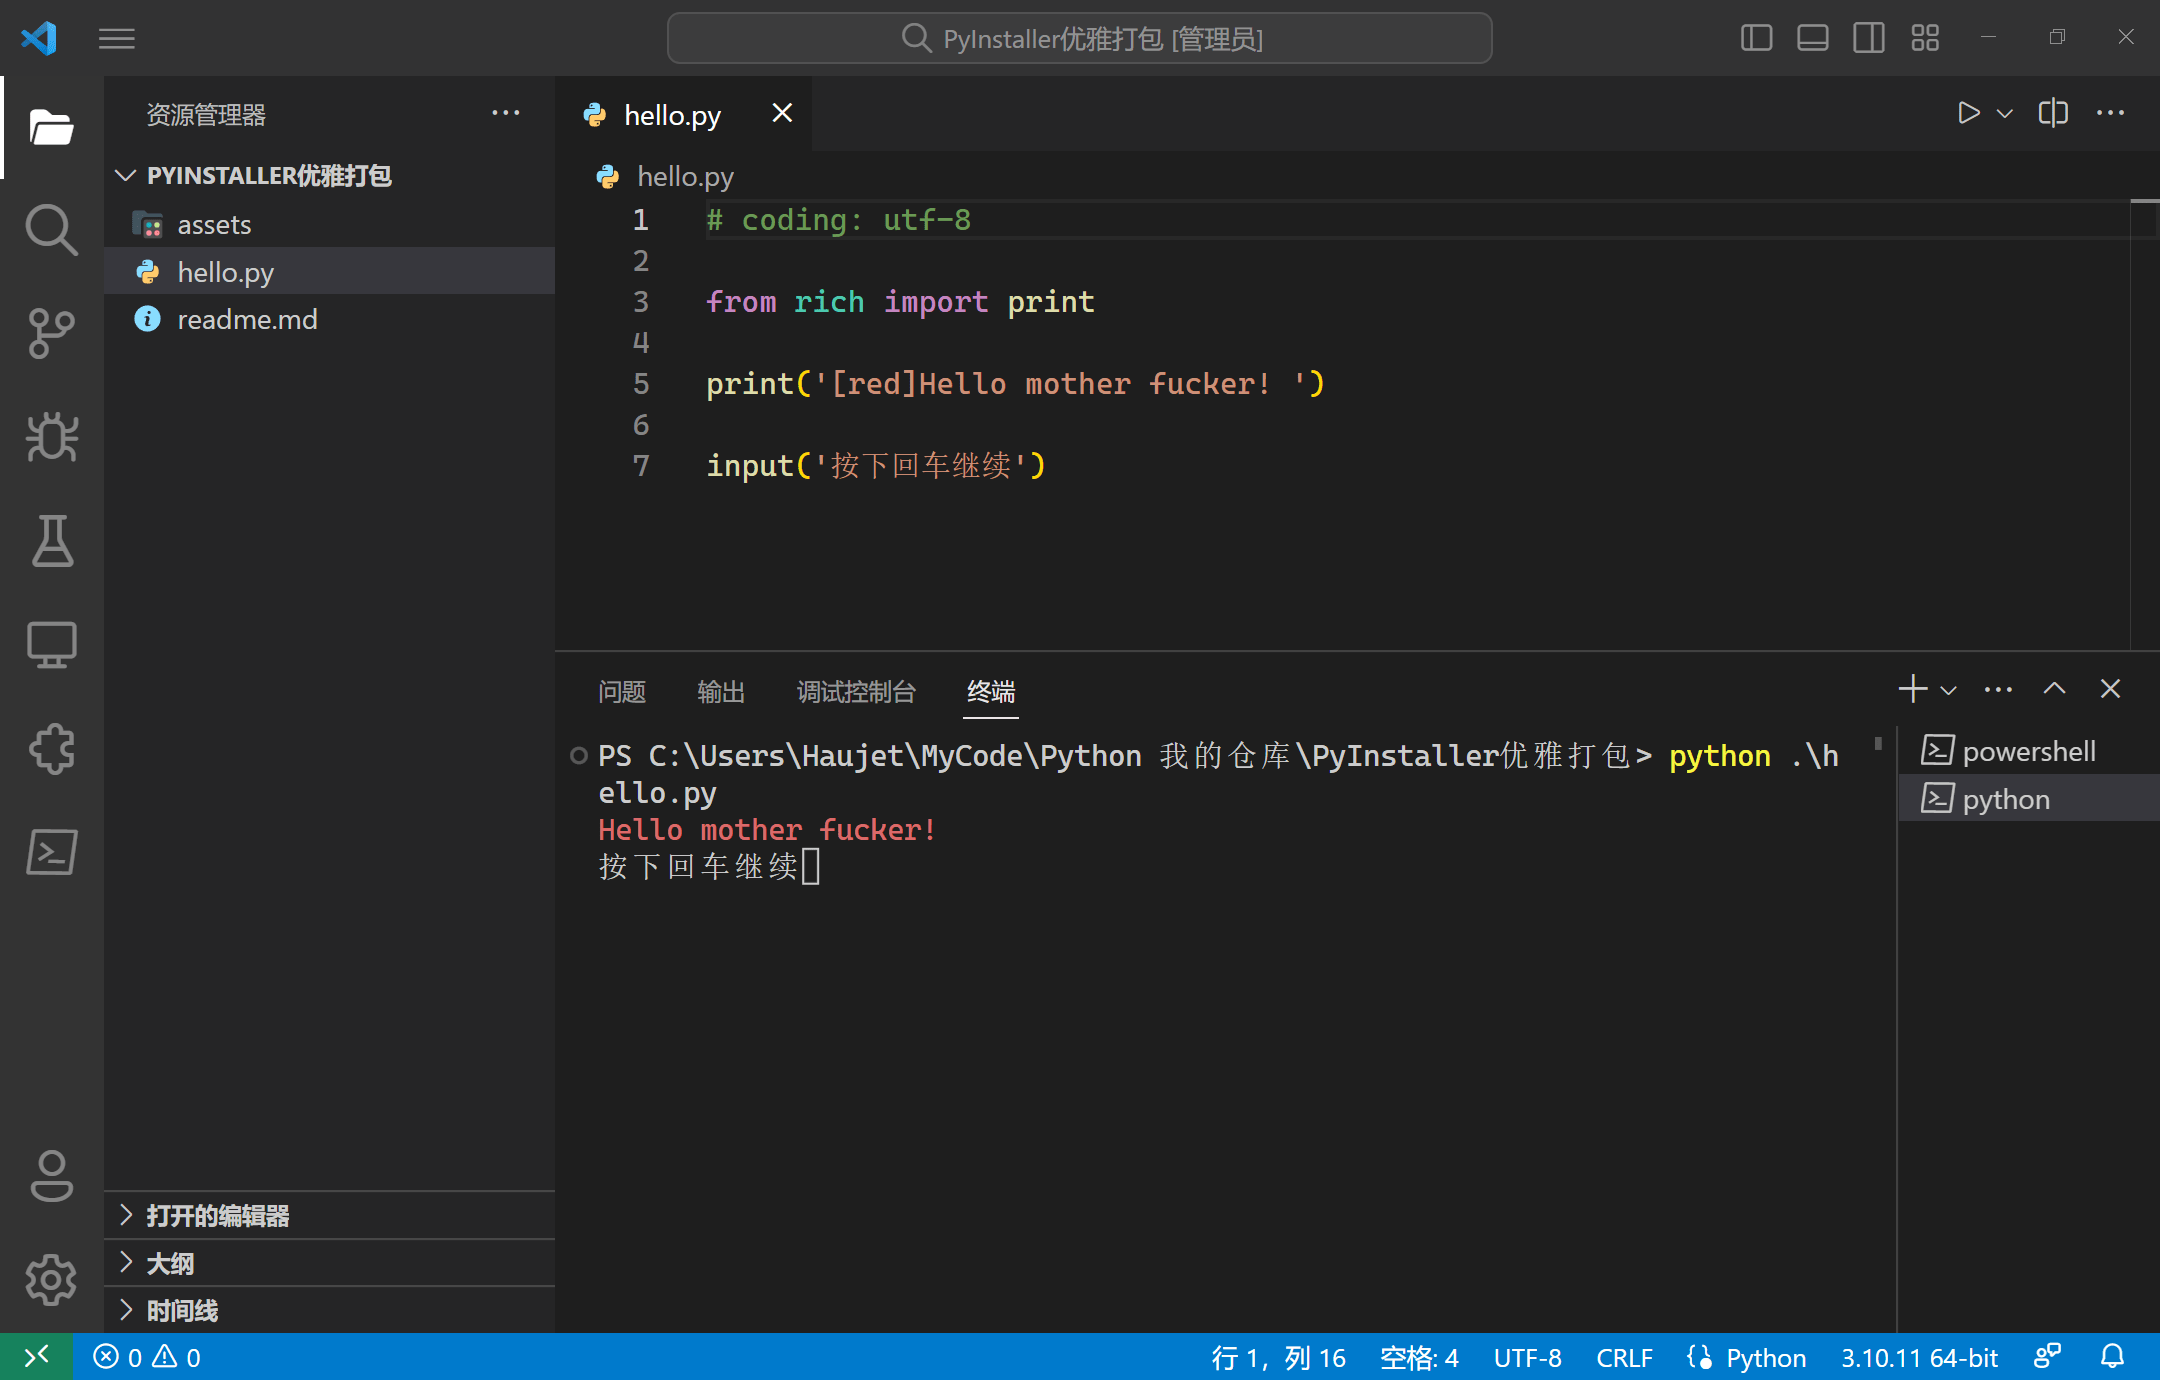 PyInstaller优雅打包 [管理员]
资源管理器
PYINSTALLER优雅打包
assets
hello.py
readme.md
打开的编辑器
大纲
时间线
hello.py
hello.py
1 # coding: utf-8
2
3 from rich import print
4
5 print('[red]Hello mother fucker! ')
6
7 input('按下回车继续')
问题 输出 调试控制台 终端
PS C:\Users\Haujet\MyCode\Python 我的仓库\PyInstaller优雅打包> python .\h
ello.py
Hello mother fucker!
按下回车继续
powershell
python
0 0 行 1，列 16 空格: 4 UTF-8 CRLF Python 3.10.11 64-bit